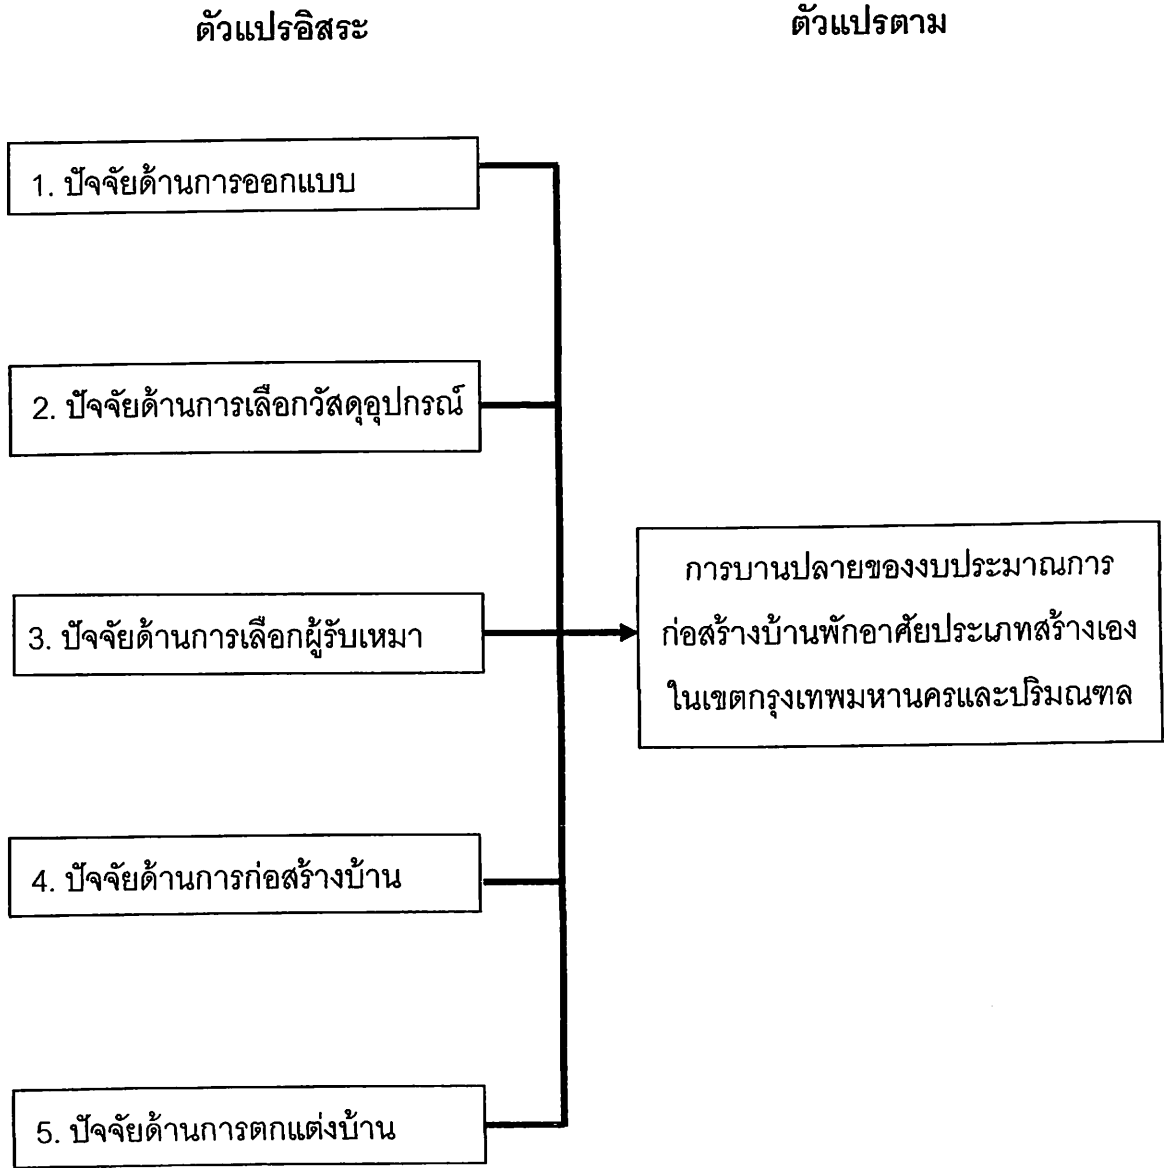 ตัวแปรอิสระ
ตัวแปรตาม
1. ปัจจัยด้านการออกแบบ
2. ปัจจัยด้านการเลือกวัสดุอุปกรณ์
3. ปัจจัยด้านการเลือกผู้รับเหมา
การบานปลายของงบประมาณการ
ก่อสร้างบ้านพักอาศัยประเภทสร้างเอง
ในเขตกรุงเทพมหานครและปริมณฑล
4. ปัจจัยด้านการก่อสร้างบ้าน
5. ปัจจัยด้านการตกแต่งบ้าน